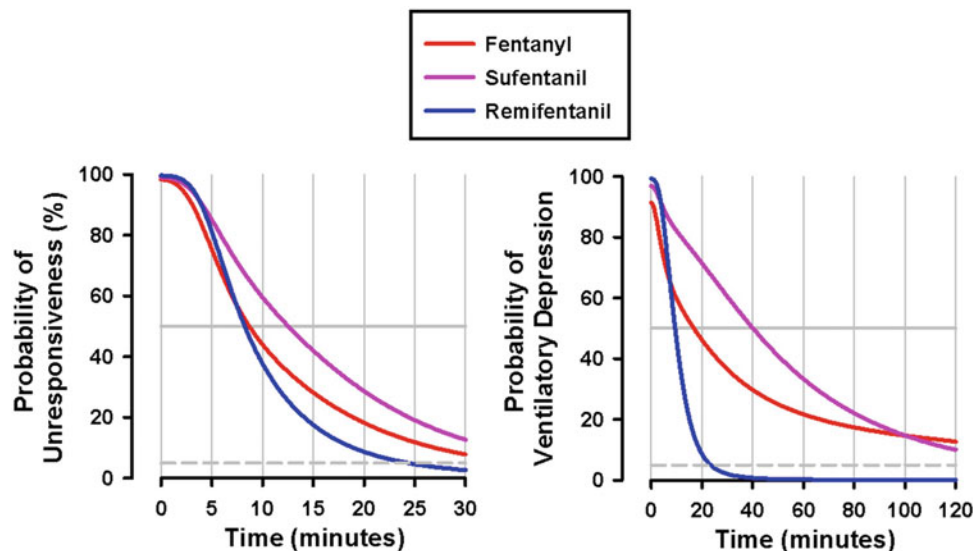 Fentanyl
Sufentanil
Remifentanil
Probability of
Unresponsiveness (%)
100
80
60
40
20
0
0 5 10 15 20 25 30
Time (minutes)
Probability of
Ventilatory Depression
100
80
60
40
20
0
0 20 40 60 80 100 120
Time (minutes)